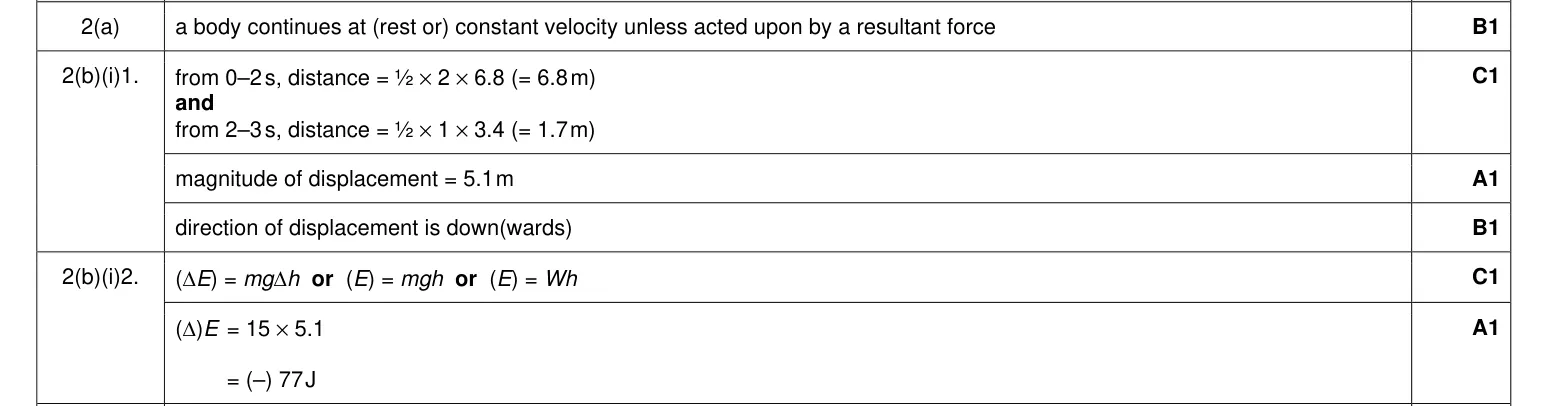 2(a) a body continues at (rest or) constant velocity unless acted upon by a resultant force B1
2(b)(i)1. from 0–2 s, distance = ½ × 2 × 6.8 (= 6.8 m) C1
and
from 2–3 s, distance = ½ × 1 × 3.4 (= 1.7 m)
magnitude of displacement = 5.1 m A1
direction of displacement is down(wards) B1
2(b)(i)2. (ΔE) = mgΔh or (E) = mgh or (E) = Wh C1
(Δ)E = 15 × 5.1 A1
= (–) 77 J